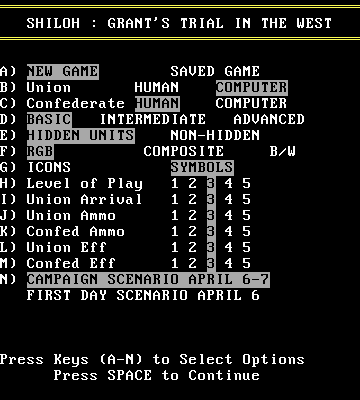 SHILOH : GRANT'S TRIAL IN THE WEST
A) NEW GAME SAVED GAME
B) Union HUMAN COMPUTER
C) Confederate HUMAN COMPUTER
D) BASIC INTERMEDIATE ADVANCED
E) HIDDEN UNITS NON-HIDDEN
F) RGB COMPOSITE B/W
G) ICONS SYMBOLS
H) Level of Play 1 2 3 4 5
I) Union Arrival 1 2 3 4 5
J) Union Ammo 1 2 3 4 5
K) Confed Ammo 1 2 3 4 5
L) Union Eff 1 2 3 4 5
M) Confed Eff 1 2 3 4 5
N) CAMPAIGN SCENARIO APRIL 6-7
FIRST DAY SCENARIO APRIL 6
Press Keys (A-N) to Select Options
Press SPACE to Continue